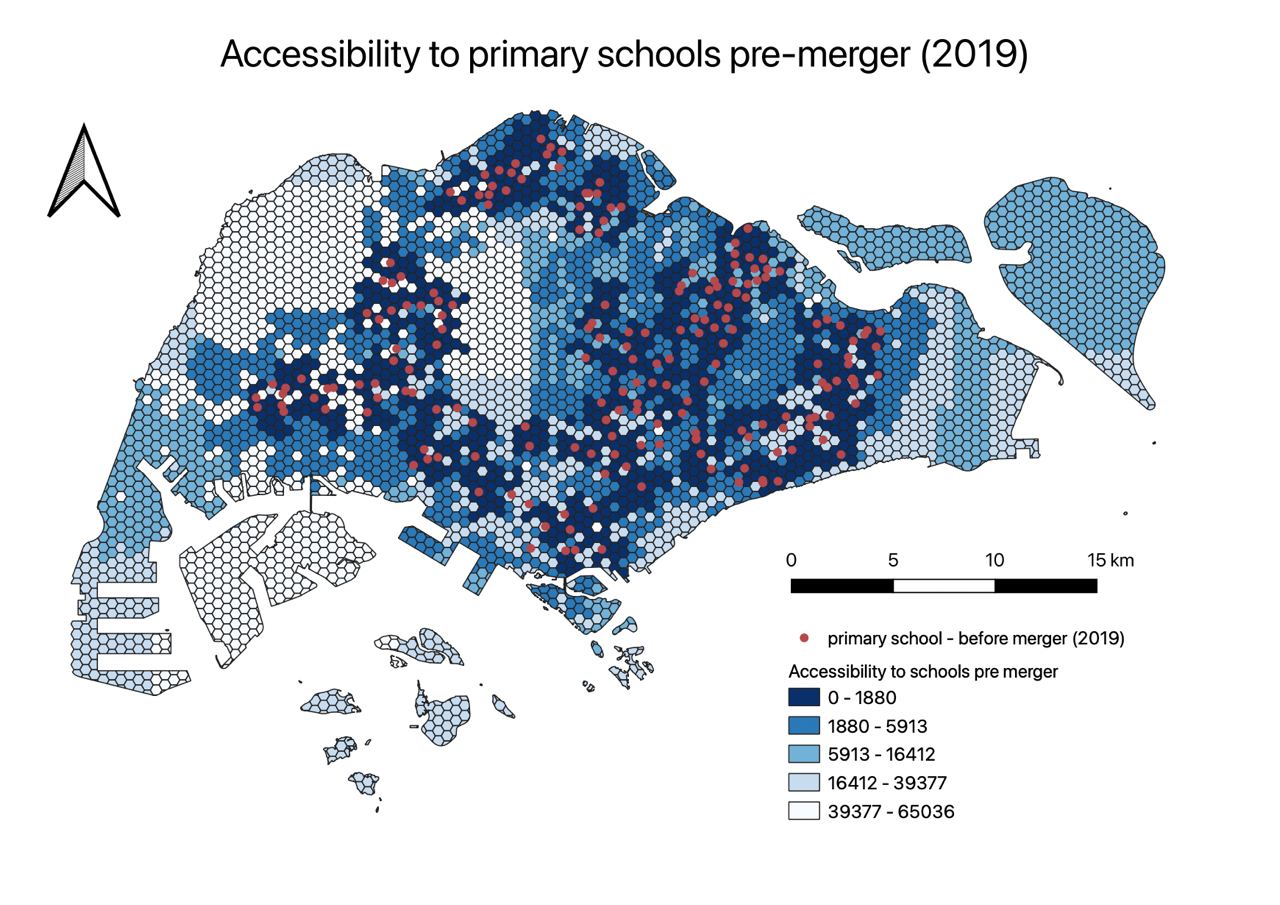 Accessibility to primary schools pre-merger (2019)
0 5 10 15 km
primary school - before merger (2019)
Accessibility to schools pre merger
0 - 1880
1880 - 5913
5913 - 16412
16412 - 39377
39377 - 65036